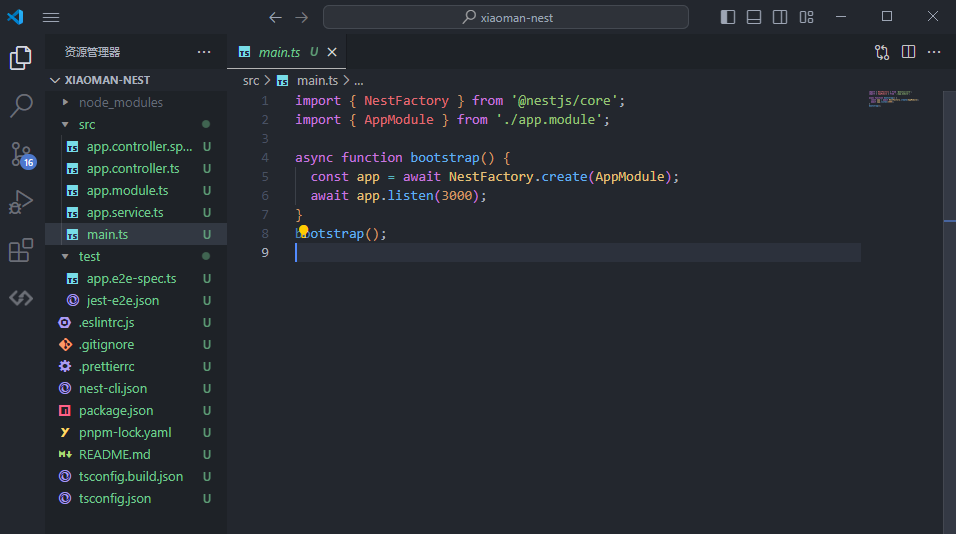 xiaoman-nest
资源管理器
XIAOMAN-NEST
node_modules
src
app.controller.sp... U
app.controller.ts U
app.module.ts U
app.service.ts U
main.ts U
test
app.e2e-spec.ts U
jest-e2e.json U
.eslintrc.js U
.gitignore U
.prettierrc U
nest-cli.json U
package.json U
pnpm-lock.yaml U
README.md U
tsconfig.build.json U
tsconfig.json U
16
TS main.ts U
src > TS main.ts > ...
1 import { NestFactory } from '@nestjs/core';
2 import { AppModule } from './app.module';
3
4 async function bootstrap() {
5 const app = await NestFactory.create(AppModule);
6 await app.listen(3000);
7 }
8 bootstrap();
9